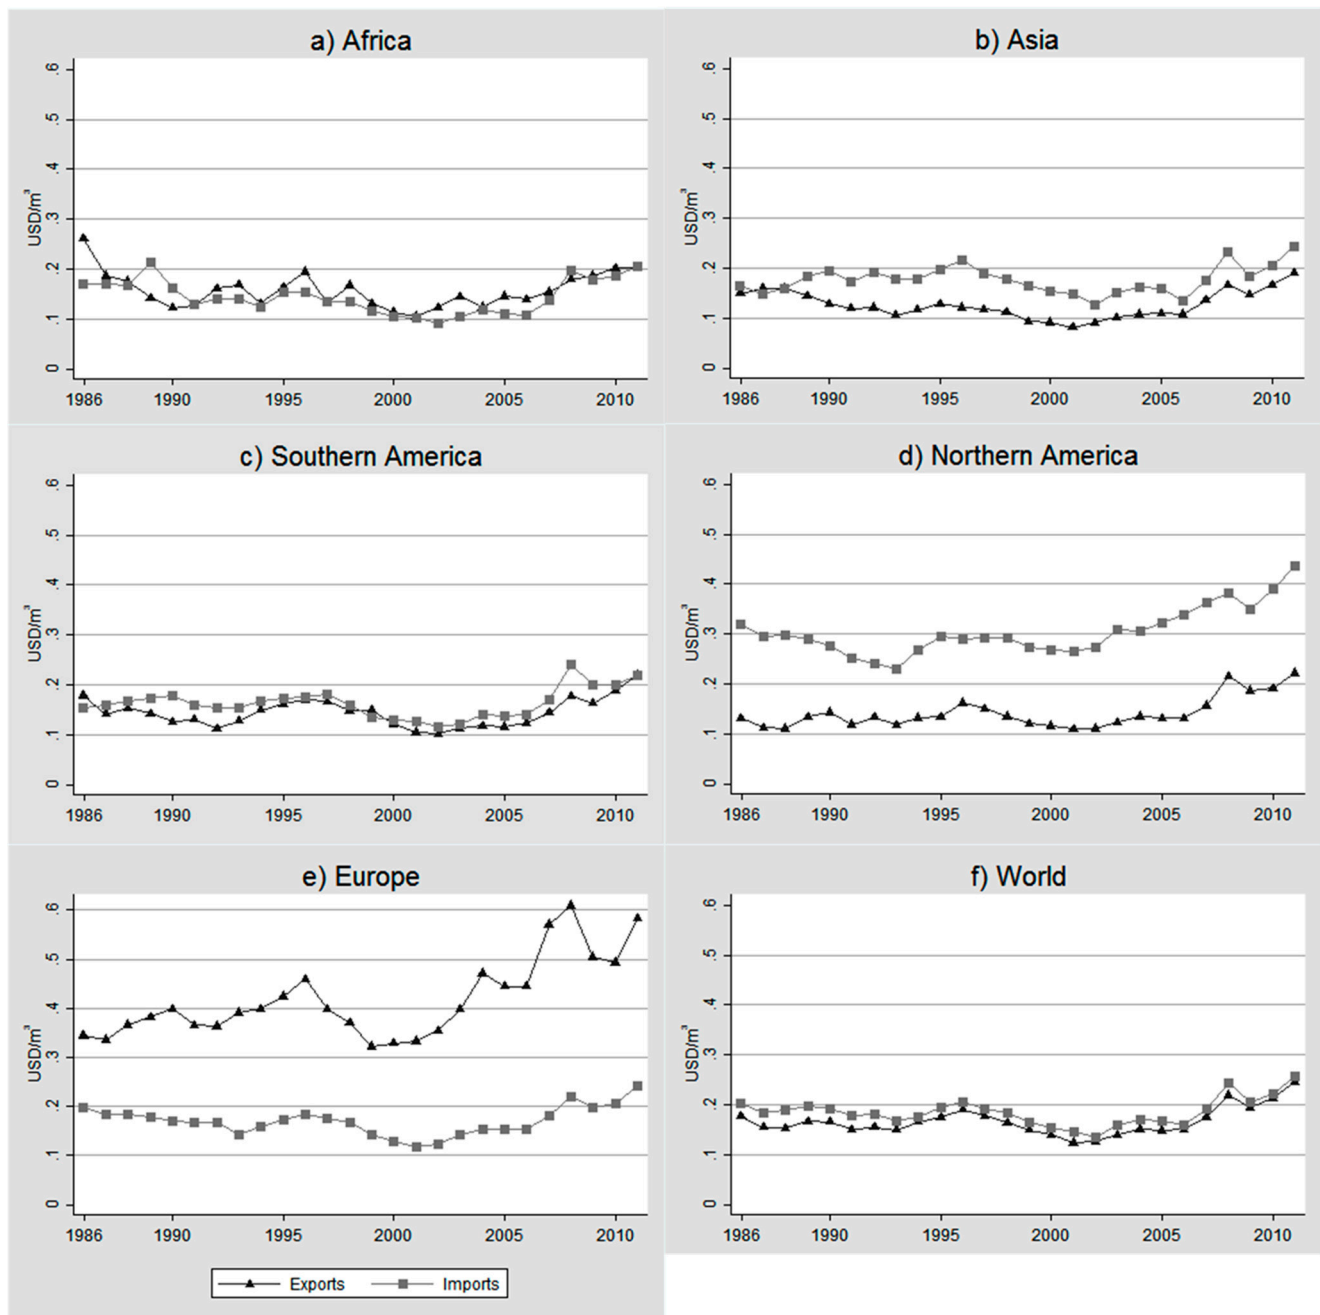 a) Africa
USD/m³
0 .1 .2 .3 .4 .5 .6
1986 1990 1995 2000 2005 2010
b) Asia
USD/m³
0 .1 .2 .3 .4 .5 .6
1986 1990 1995 2000 2005 2010
c) Southern America
USD/m³
0 .1 .2 .3 .4 .5 .6
1986 1990 1995 2000 2005 2010
d) Northern America
USD/m³
0 .1 .2 .3 .4 .5 .6
1986 1990 1995 2000 2005 2010
e) Europe
USD/m³
0 .1 .2 .3 .4 .5 .6
1986 1990 1995 2000 2005 2010
f) World
USD/m³
0 .1 .2 .3 .4 .5 .6
1986 1990 1995 2000 2005 2010
Exports Imports